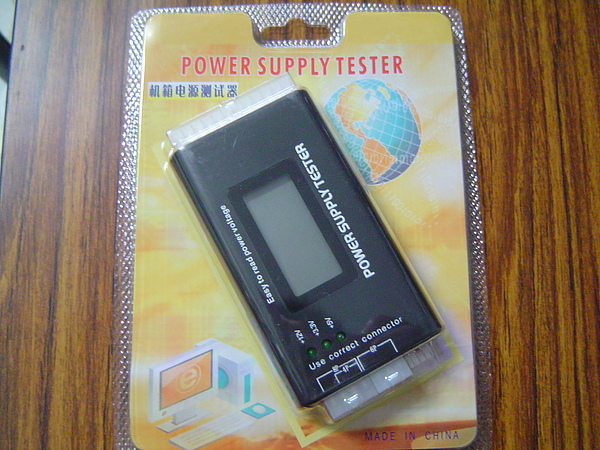 POWER SUPPLY TESTER
机箱电源测试器
POWER SUPPLY TESTER
Easy to read power voltage
+12V
+3.3V
+5V
Use correct connector
MADE IN CHINA